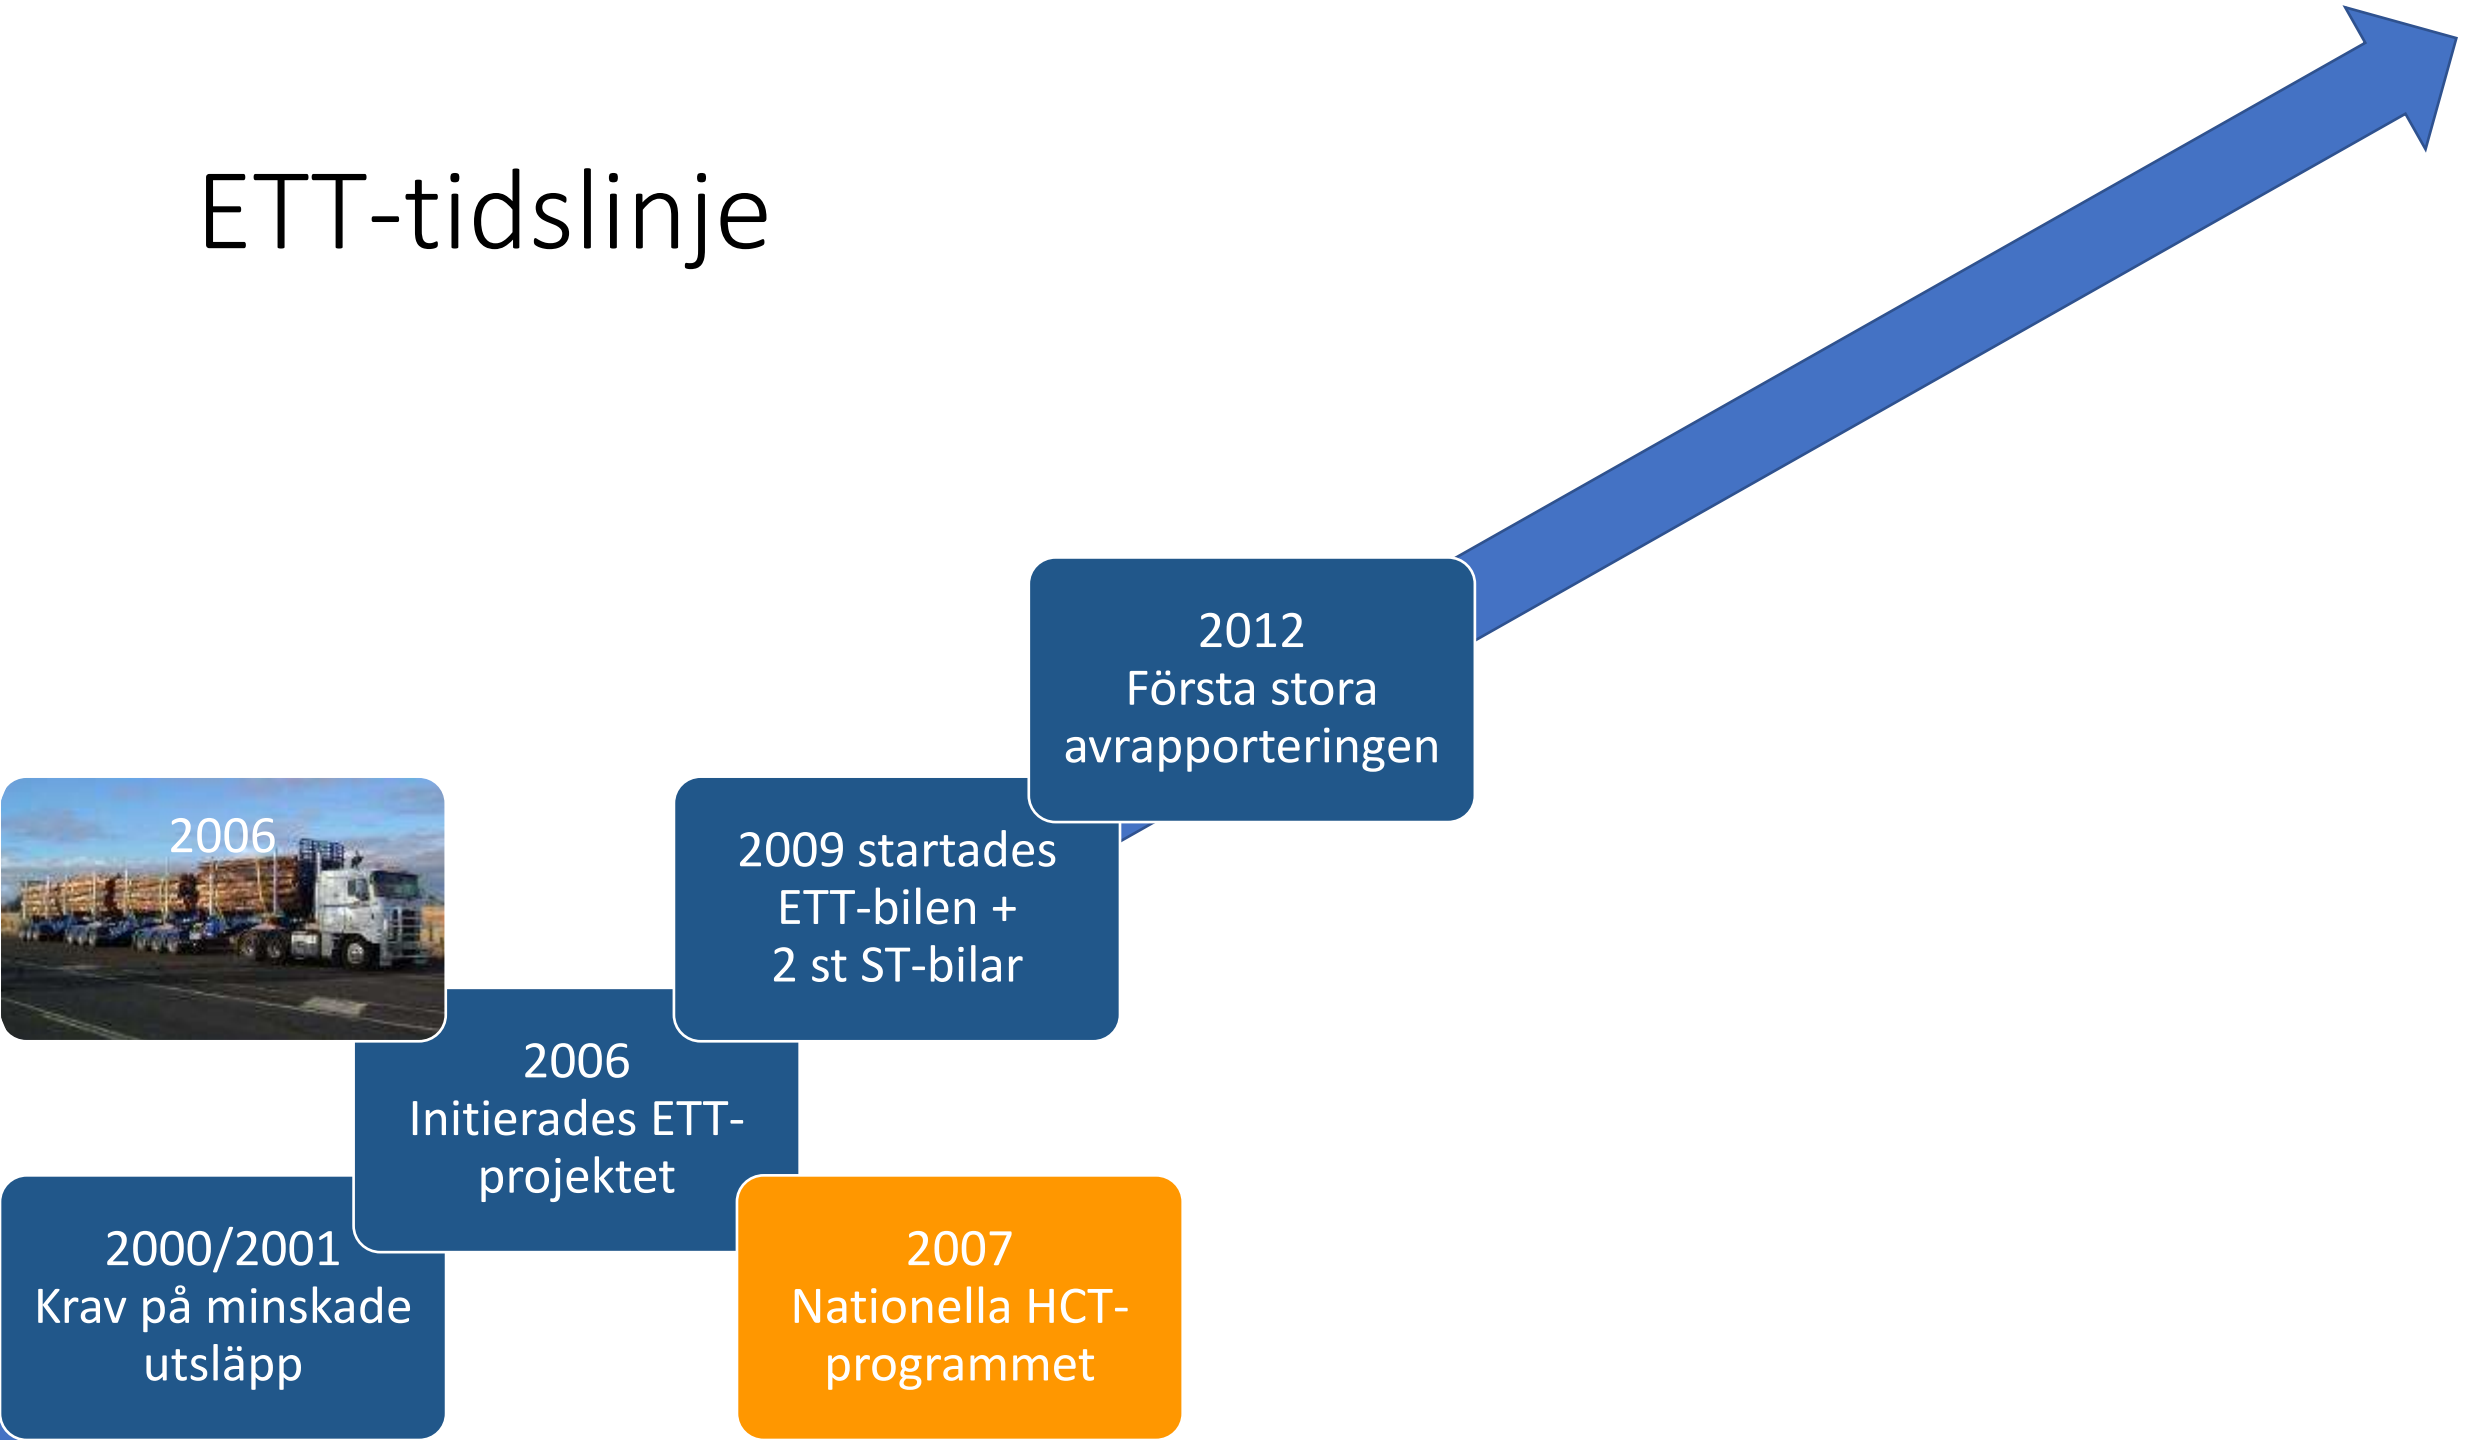 ETT-tidslinje
2012
Första stora
avrapporteringen
2006
2009 startades
ETT-bilen +
2 st ST-bilar
2006
Initierades ETT-
projektet
2000/2001
Krav på minskade
utsläpp
2007
Nationella HCT-
programmet